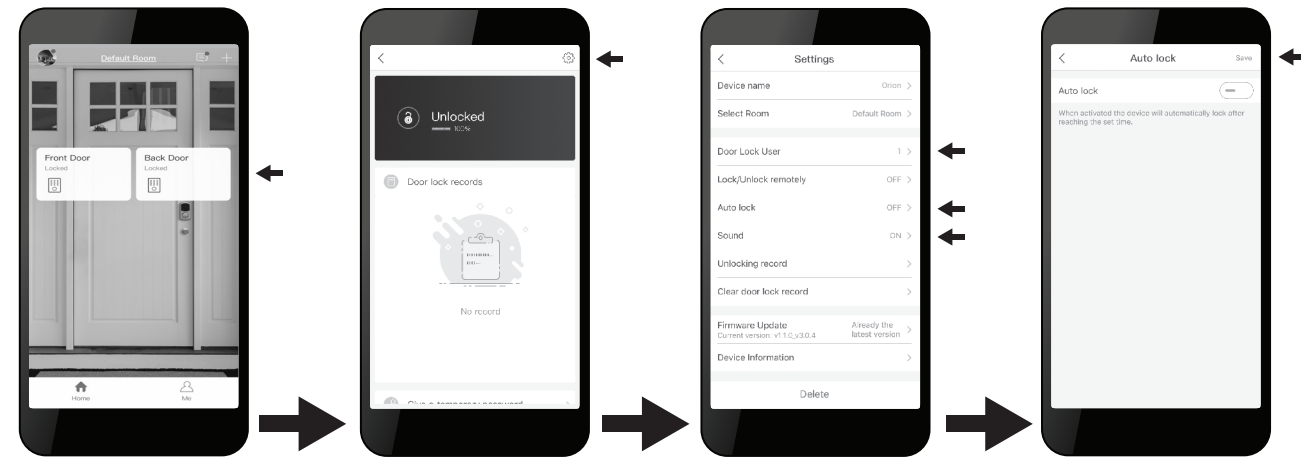 Default Room
Front Door
Locked
Back Door
Locked
Home
Me
Unlocked
100%
Door lock records
No record
Give a temporary password
Settings
Device name
Orion
Select Room
Default Room
Door Lock User
1
Lock/Unlock remotely
OFF
Auto lock
OFF
Sound
ON
Unlocking record
Clear door lock record
Firmware Update
Current version: v1.1.0_v3.0.4
Already the
latest version
Device Information
Delete
Auto lock
Save
Auto lock
When activated the device will automatically lock after
reaching the set time.